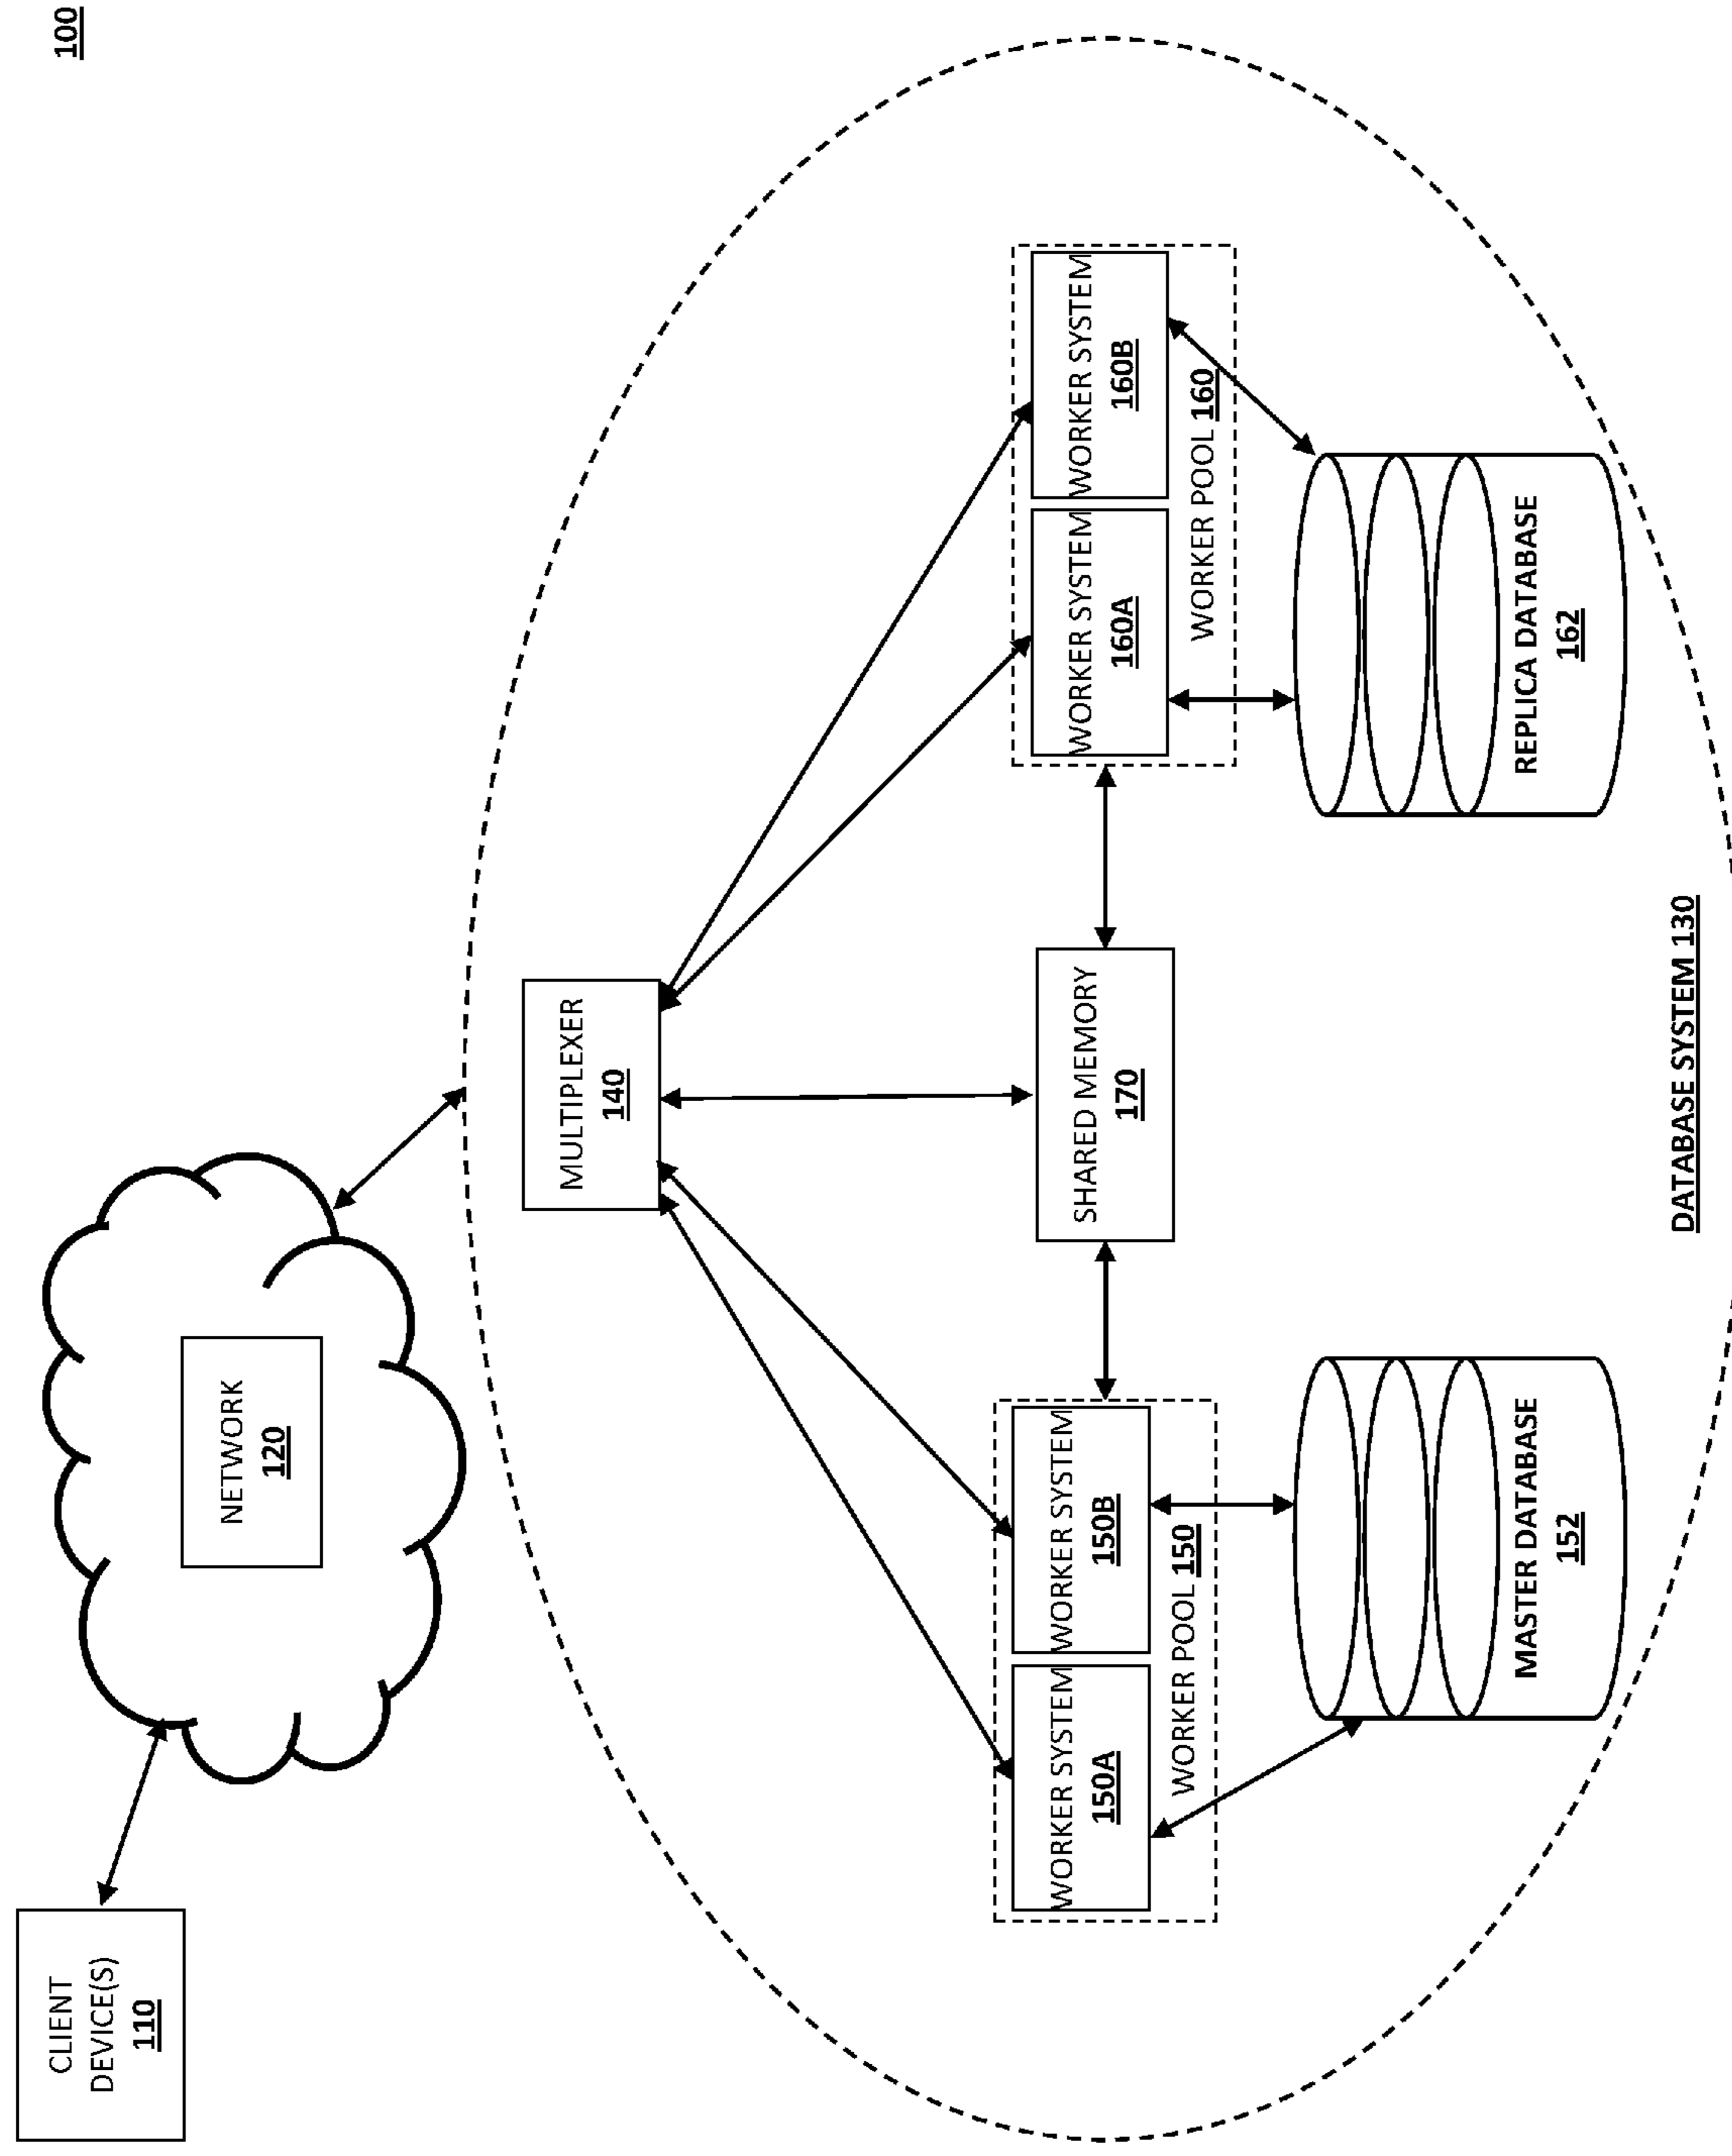 100
CLIENT
DEVICE(S)
110
NETWORK
120
MULTIPLEXER
140
WORKER SYSTEM
150A
WORKER SYSTEM
150B
WORKER POOL 150
SHARED MEMORY
170
WORKER SYSTEM
160A
WORKER SYSTEM
160B
WORKER POOL 160
MASTER DATABASE
152
REPLICA DATABASE
162
DATABASE SYSTEM 130